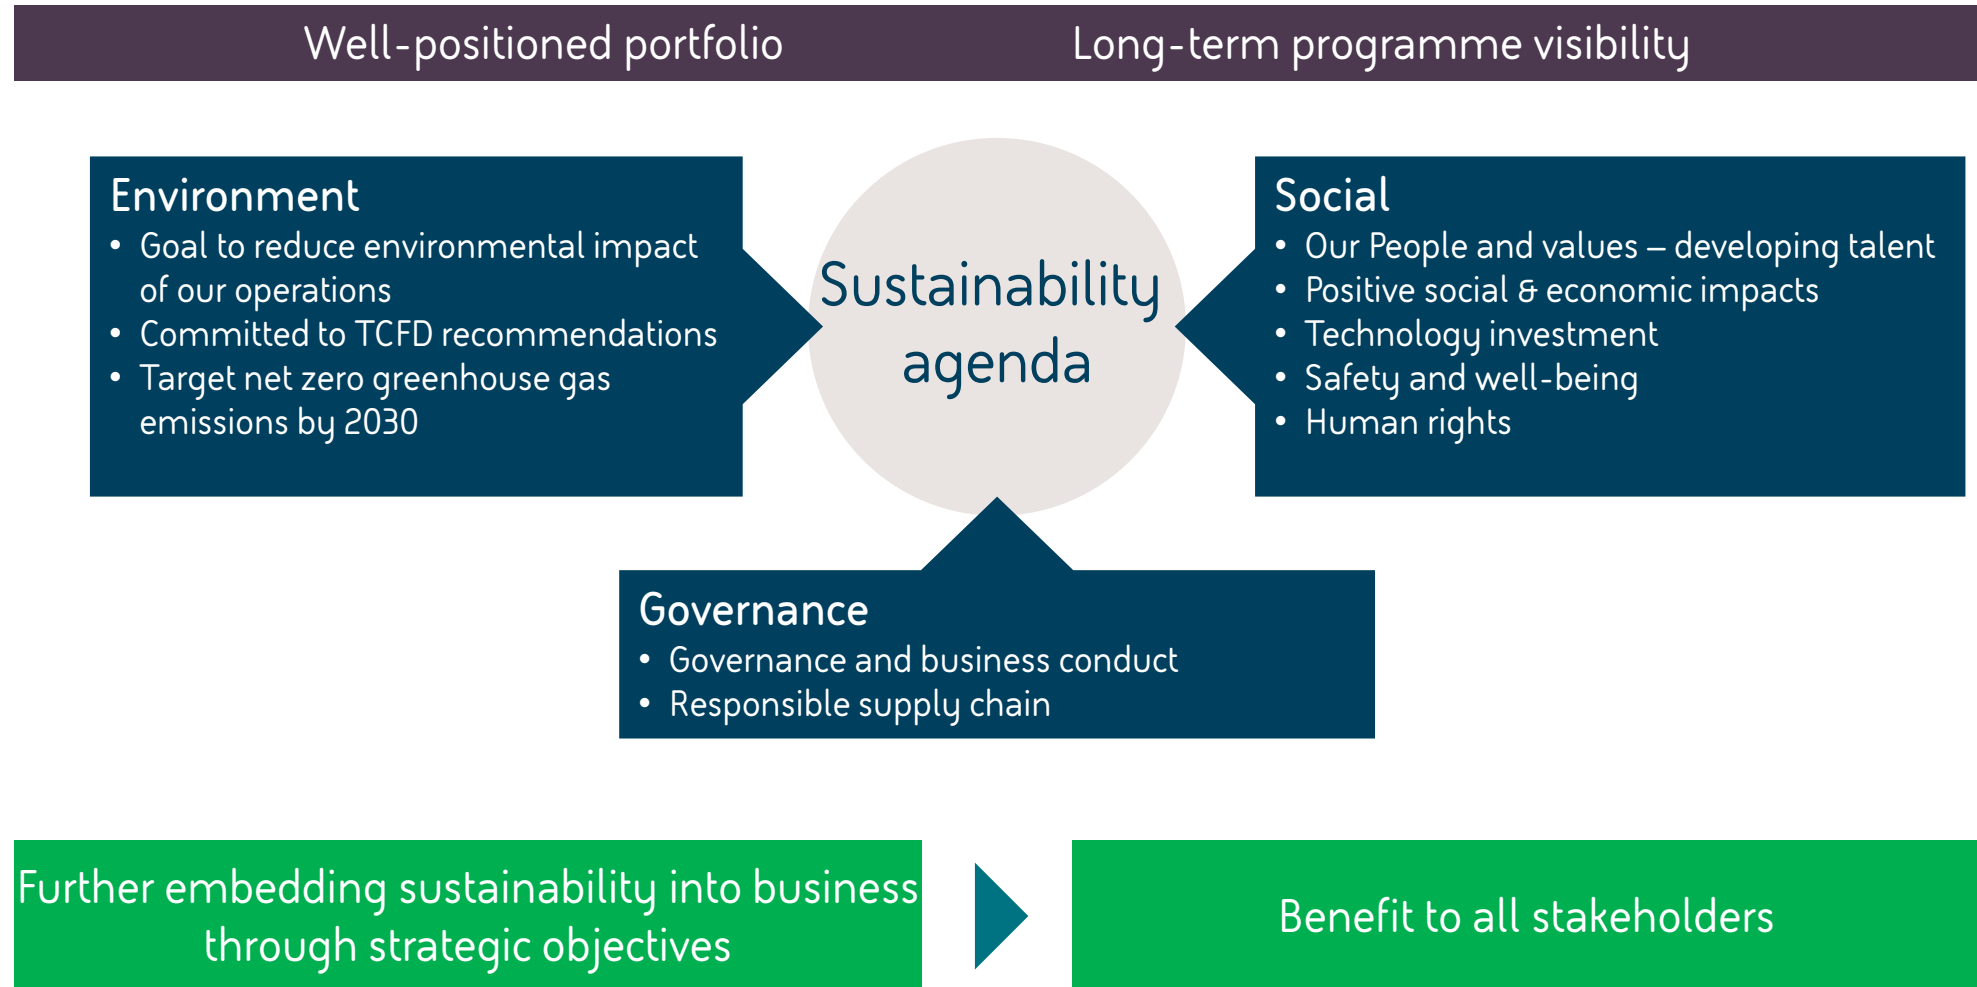 Well-positioned portfolio
Long-term programme visibility
Environment
• Goal to reduce environmental impact
of our operations
• Committed to TCFD recommendations
• Target net zero greenhouse gas
emissions by 2030
Sustainability
agenda
Social
• Our People and values – developing talent
• Positive social & economic impacts
• Technology investment
• Safety and well-being
• Human rights
Governance
• Governance and business conduct
• Responsible supply chain
Further embedding sustainability into business
through strategic objectives
Benefit to all stakeholders